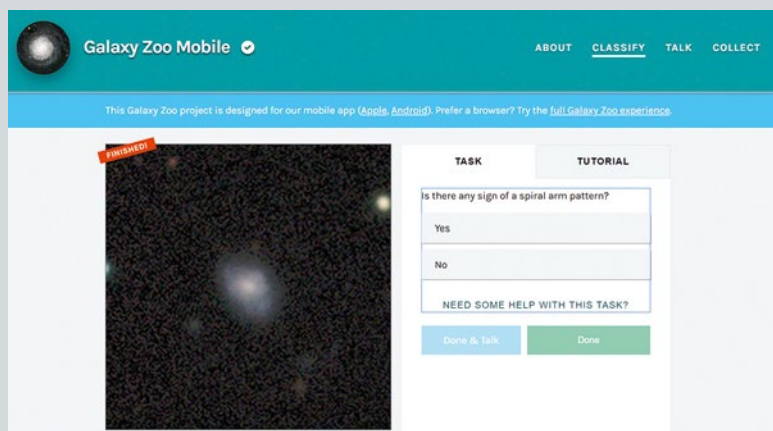 Galaxy Zoo Mobile
ABOUT CLASSIFY TALK COLLECT
This Galaxy Zoo project is designed for our mobile app (Apple, Android). Prefer a browser? Try the full Galaxy Zoo experience.
FINISHED!
TASK TUTORIAL
Is there any sign of a spiral arm pattern?
Yes
No
NEED SOME HELP WITH THIS TASK?
Done & Talk Done